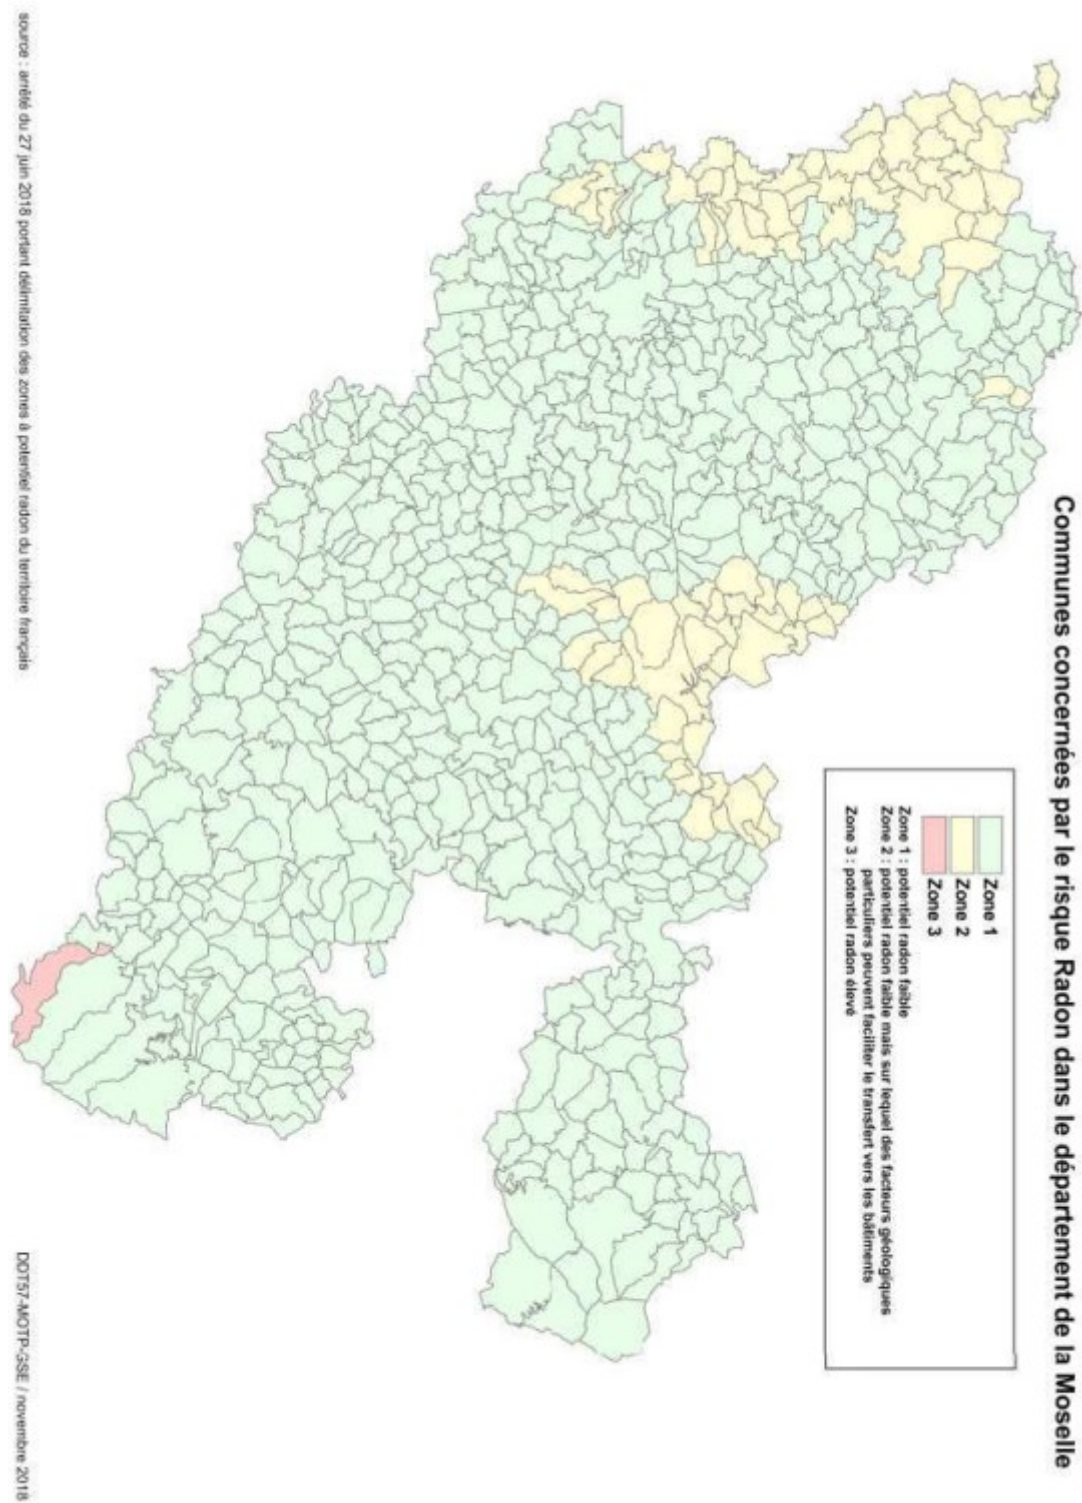 Communes concernées par le risque Radon dans le département de la Moselle
Zone 1
Zone 2
Zone 3
Zone 1 : potentiel radon faible
Zone 2 : potentiel radon faible mais sur lequel des facteurs géologiques
particuliers peuvent faciliter le transfert vers les bâtiments
Zone 3 : potentiel radon élevé
source : arrêté du 27 juin 2018 portant délimitation des zones à potentiel radon du territoire français
DDT57-MOTP-GSE / novembre 2018